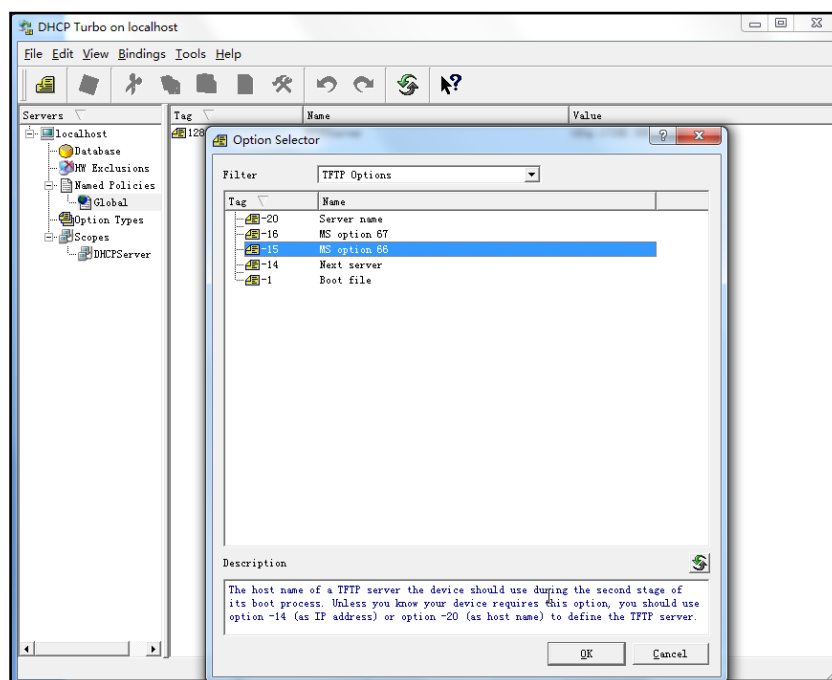 DHCP Turbo on localhost
File Edit View Bindings Tools Help
Servers
Tag Name Value
localhost
Database
HW Exclusions
Named Policies
Global
Option Types
Scopes
DHCPServer
128
Option Selector
Filter TFTP Options
Tag Name
-20 Server name
-16 MS option 67
-15 MS option 66
-14 Next server
-1 Boot file
Description
The host name of a TFTP server the device should use during the second stage of
its boot process. Unless you know your device requires this option, you should use
option -14 (as IP address) or option -20 (as host name) to define the TFTP server.
OK Cancel